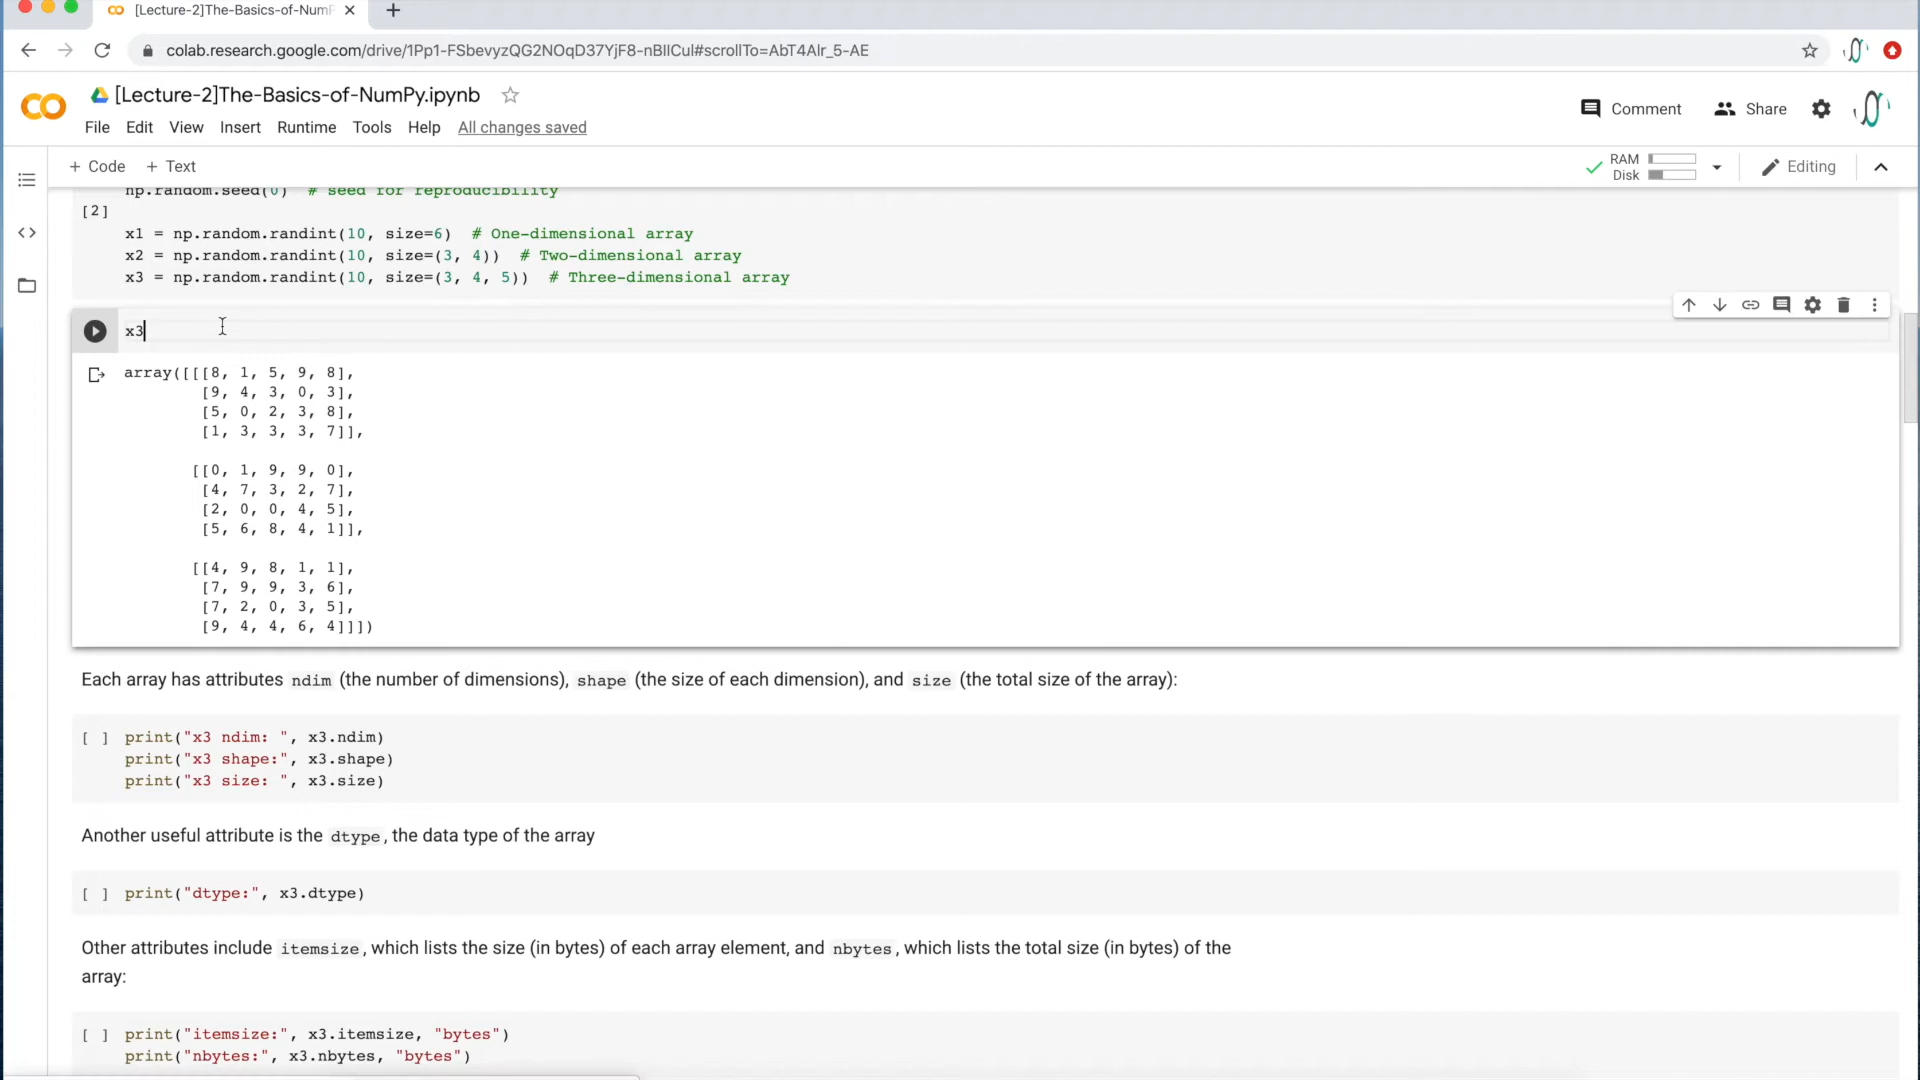 [Lecture-2]The-Basics-of-NumP
colab.research.google.com/drive/1Pp1-FSbevyzQG2NOqD37YjF8-nBIlCul#scrollTo=AbT4Alr_5-AE
[Lecture-2]The-Basics-of-NumPy.ipynb
Comment Share
File Edit View Insert Runtime Tools Help All changes saved
+ Code + Text
RAM
Disk
Editing
np.random.seed(0) # seed for reproducibility
[2]
x1 = np.random.randint(10, size=6) # One-dimensional array
x2 = np.random.randint(10, size=(3, 4)) # Two-dimensional array
x3 = np.random.randint(10, size=(3, 4, 5)) # Three-dimensional array
x3
array([[[8, 1, 5, 9, 8],
[9, 4, 3, 0, 3],
[5, 0, 2, 3, 8],
[1, 3, 3, 3, 7]],
[[0, 1, 9, 9, 0],
[4, 7, 3, 2, 7],
[2, 0, 0, 4, 5],
[5, 6, 8, 4, 1]],
[[4, 9, 8, 1, 1],
[7, 9, 9, 3, 6],
[7, 2, 0, 3, 5],
[9, 4, 4, 6, 4]]])
Each array has attributes ndim (the number of dimensions), shape (the size of each dimension), and size (the total size of the array):
[ ] print("x3 ndim: ", x3.ndim)
print("x3 shape:", x3.shape)
print("x3 size: ", x3.size)
Another useful attribute is the dtype, the data type of the array
[ ] print("dtype:", x3.dtype)
Other attributes include itemsize, which lists the size (in bytes) of each array element, and nbytes, which lists the total size (in bytes) of the
array:
[ ] print("itemsize:", x3.itemsize, "bytes")
print("nbytes:", x3.nbytes, "bytes")